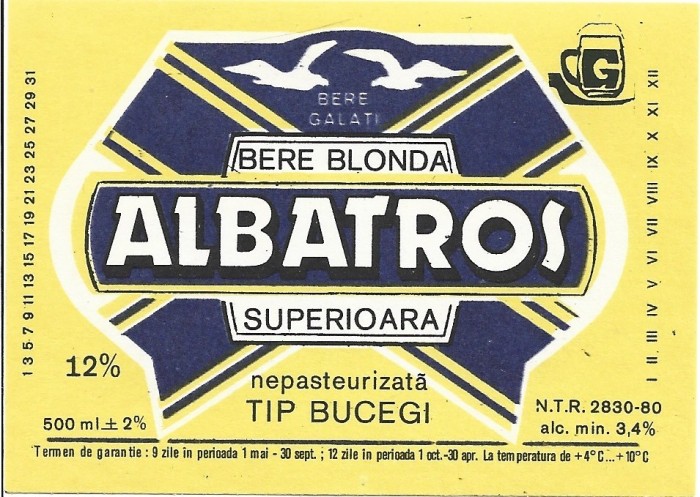 BERE
GALATI
G
BERE BLONDA
ALBATROS
SUPERIOARA
12%
nepasteurizată
TIP BUCEGI
500 ml ± 2%
N.T.R. 2830-80
alc. min. 3,4%
Termen de garantie : 9 zile în perioada 1 mai - 30 sept. ; 12 zile în perioada 1 oct.-30 apr. La temperatura de +4°C...+10°C
1 3 5 7 9 11 13 15 17 19 21 23 25 27 29 31
I II III IV V VI VII VIII IX X XI XII